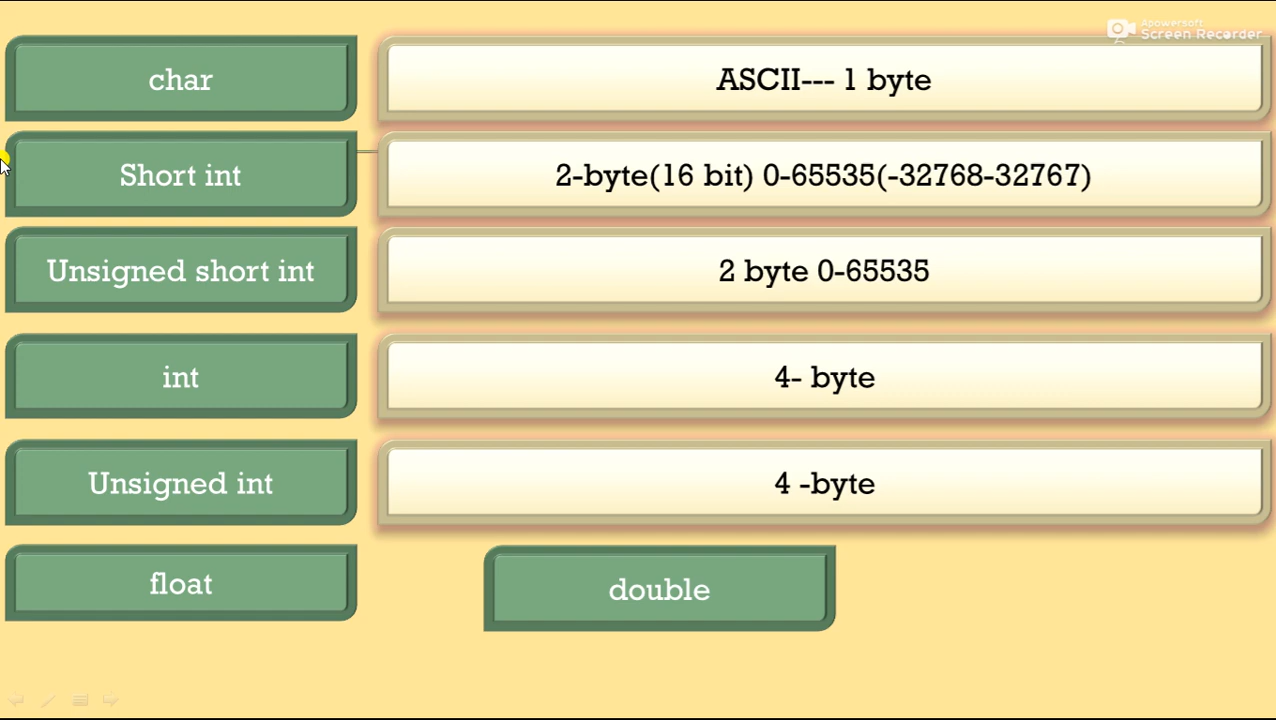 Apowersoft
Screen Recorder
char
ASCII--- 1 byte
Short int
2-byte(16 bit) 0-65535(-32768-32767)
Unsigned short int
2 byte 0-65535
int
4- byte
Unsigned int
4 -byte
float
double